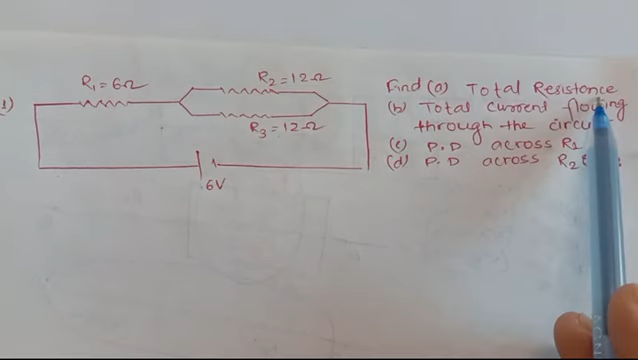 1)
R₁=6Ω
R₂=12Ω
R₃=12Ω
6V
Find (a) Total Resistance
(b) Total current flowing
through the
(c) P.D across R₁
(d) P.D across R₂